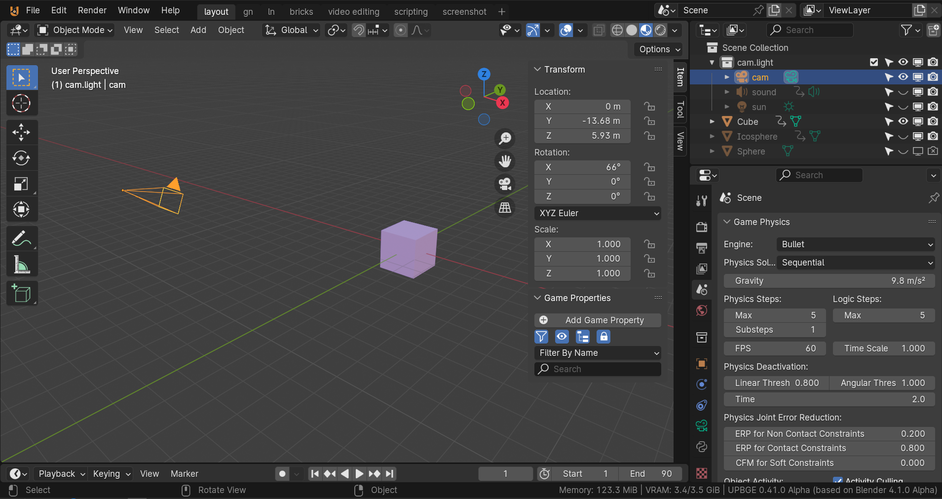 File Edit Render Window Help layout gn ln bricks video editing scripting screenshot + Scene ViewLayer
Object Mode View Select Add Object Global Search
Options
User Perspective
(1) cam.light | cam
Z
Y
X
Transform
Location:
X 0 m
Y -13.68 m
Z 5.93 m
Rotation:
X 66°
Y 0°
Z 0°
XYZ Euler
Scale:
X 1.000
Y 1.000
Z 1.000
Game Properties
Add Game Property
Filter By Name
Search
Item
Tool
View
Scene Collection
cam.light
cam
sound
sun
Cube
Icosphere
Sphere
Search
Scene
Game Physics
Engine: Bullet
Physics Sol... Sequential
Gravity 9.8 m/s²
Physics Steps: Logic Steps:
Max 5 Max 5
Substeps 1
FPS 60 Time Scale 1.000
Physics Deactivation:
Linear Thresh 0.800 Angular Thres 1.000
Time 2.0
Physics Joint Error Reduction:
ERP for Non Contact Constraints 0.200
ERP for Contact Constraints 0.800
CFM for Soft Constraints 0.000
Object Activity: Activity Culling
Playback Keying View Marker 1 Start 1 End 90
Select Rotate View Object Memory: 123.3 MiB | VRAM: 3.4/3.5 GiB | UPBGE 0.41.0 Alpha (based on Blender 4.1.0 Alpha)